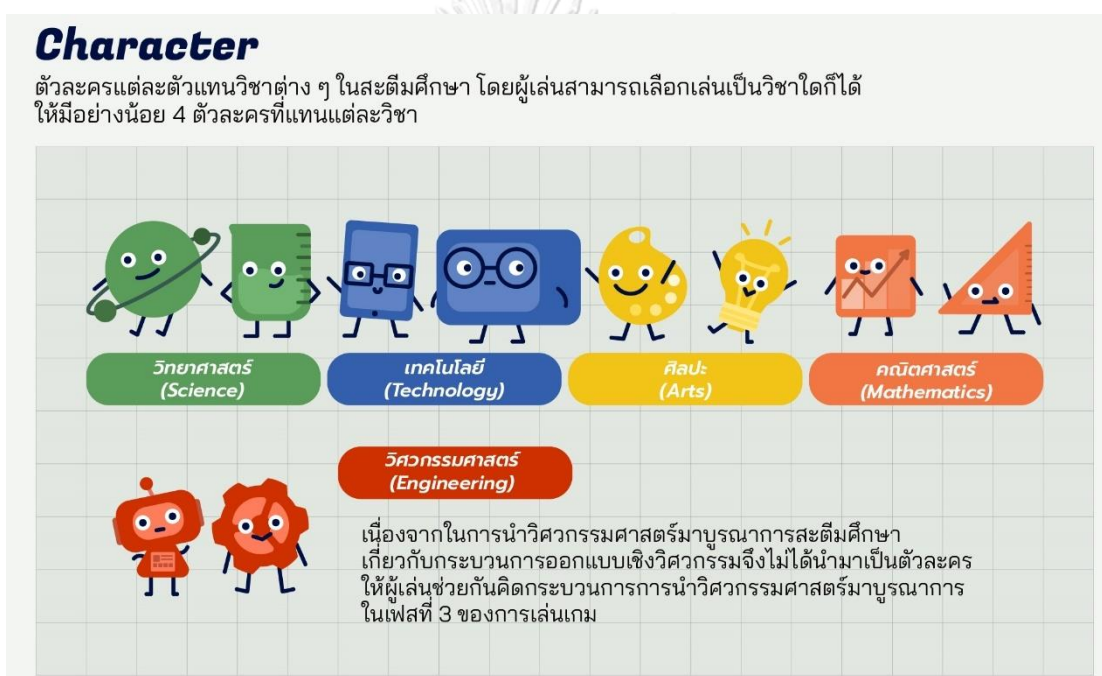 Character
ตัวละครแต่ละตัวแทนวิชาต่าง ๆ ในสะตีมศึกษา โดยผู้เล่นสามารถเลือกเล่นเป็นวิชาใดก็ได้
ให้มีอย่างน้อย 4 ตัวละครที่แทนแต่ละวิชา
วิทยาศาสตร์
(Science)
เทคโนโลยี
(Technology)
ศิลปะ
(Arts)
คณิตศาสตร์
(Mathematics)
วิศวกรรมศาสตร์
(Engineering)
เนื่องจากในการนำวิศวกรรมศาสตร์มาบูรณาการสะตีมศึกษา
เกี่ยวกับกระบวนการออกแบบเชิงวิศวกรรมจึงไม่ได้นำมาเป็นตัวละคร
ให้ผู้เล่นช่วยกันคิดกระบวนการการนำวิศวกรรมศาสตร์มาบูรณาการ
ในเฟสที่ 3 ของการเล่นเกม